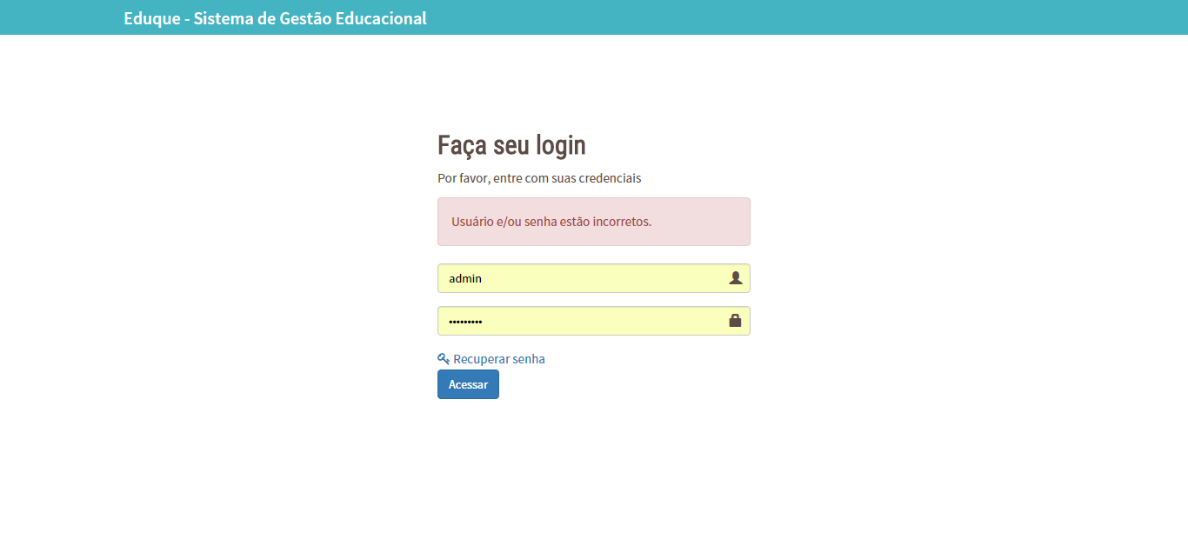 Eduque - Sistema de Gestão Educacional
Faça seu login
Por favor, entre com suas credenciais
Usuário e/ou senha estão incorretos.
admin
•••••••••
Recuperar senha
Acessar